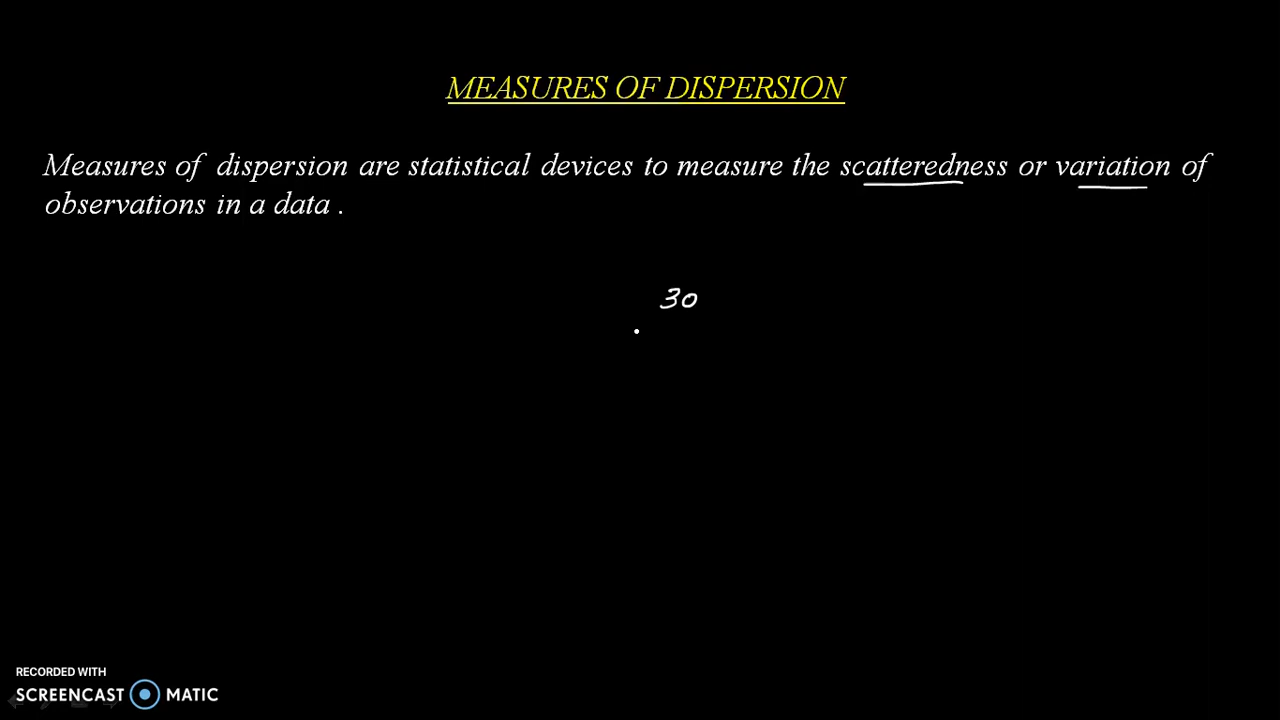 MEASURES OF DISPERSION
Measures of dispersion are statistical devices to measure the scatteredness or variation of
observations in a data .
30
RECORDED WITH
SCREENCAST MATIC